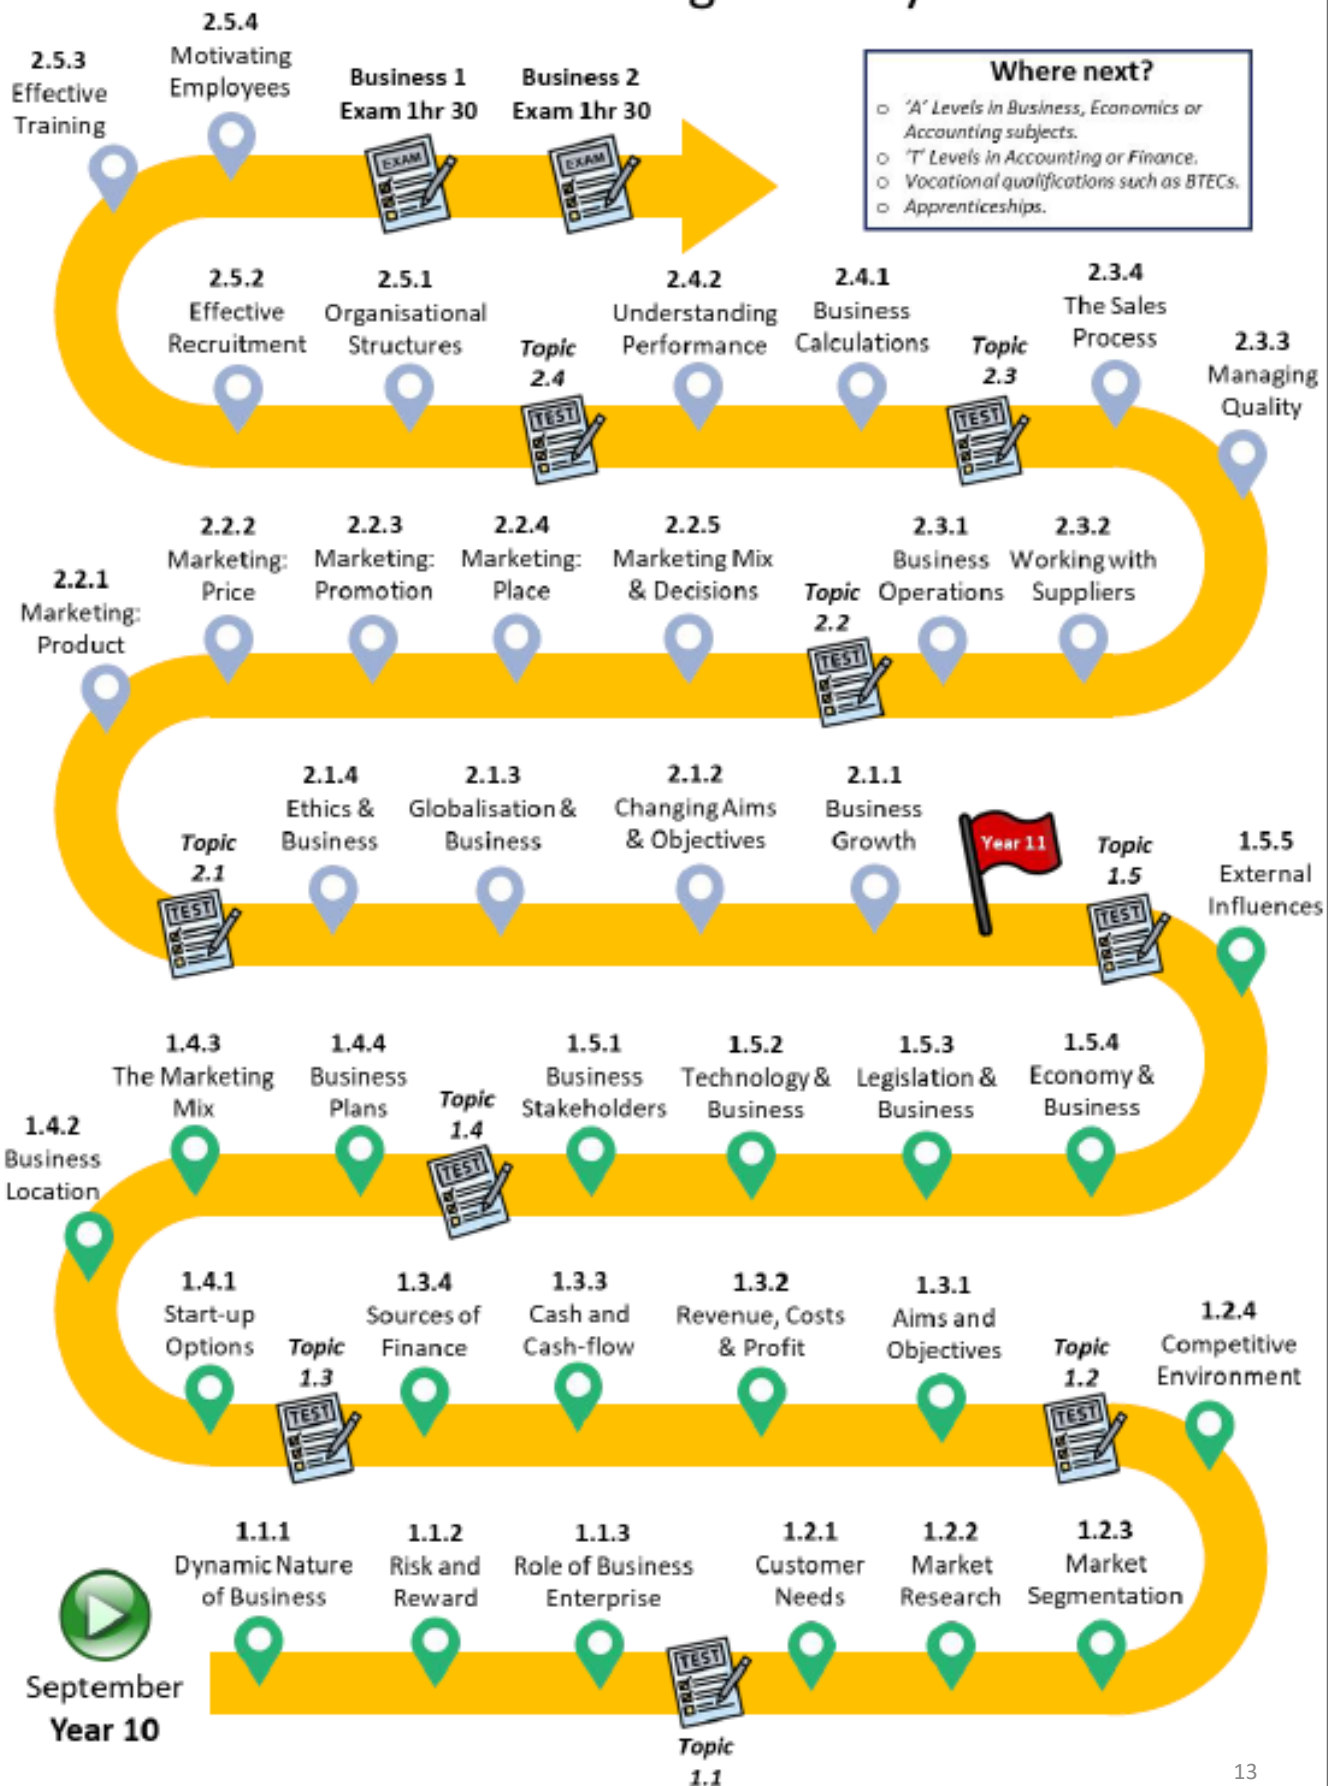 2.5.4
Motivating
Employees
2.5.3
Effective
Training
Business 1
Exam 1hr 30
Business 2
Exam 1hr 30
EXAM
EXAM
Where next?
o 'A' Levels in Business, Economics or
Accounting subjects.
o 'T' Levels in Accounting or Finance.
o Vocational qualifications such as BTECs.
o Apprenticeships.
2.5.2
Effective
Recruitment
2.5.1
Organisational
Structures
Topic
2.4
TEST
2.4.2
Understanding
Performance
2.4.1
Business
Calculations
Topic
2.3
TEST
2.3.4
The Sales
Process
2.3.3
Managing
Quality
2.2.1
Marketing:
Product
2.2.2
Marketing:
Price
2.2.3
Marketing:
Promotion
2.2.4
Marketing:
Place
2.2.5
Marketing Mix
& Decisions
Topic
2.2
TEST
2.3.1
Business
Operations
2.3.2
Working with
Suppliers
Topic
2.1
TEST
2.1.4
Ethics &
Business
2.1.3
Globalisation &
Business
2.1.2
Changing Aims
& Objectives
2.1.1
Business
Growth
Year 11
Topic
1.5
TEST
1.5.5
External
Influences
1.4.2
Business
Location
1.4.3
The Marketing
Mix
1.4.4
Business
Plans
Topic
1.4
TEST
1.5.1
Business
Stakeholders
1.5.2
Technology &
Business
1.5.3
Legislation &
Business
1.5.4
Economy &
Business
1.4.1
Start-up
Options
Topic
1.3
TEST
1.3.4
Sources of
Finance
1.3.3
Cash and
Cash-flow
1.3.2
Revenue, Costs
& Profit
1.3.1
Aims and
Objectives
Topic
1.2
TEST
1.2.4
Competitive
Environment
September
Year 10
1.1.1
Dynamic Nature
of Business
1.1.2
Risk and
Reward
1.1.3
Role of Business
Enterprise
TEST
Topic
1.1
1.2.1
Customer
Needs
1.2.2
Market
Research
1.2.3
Market
Segmentation
13